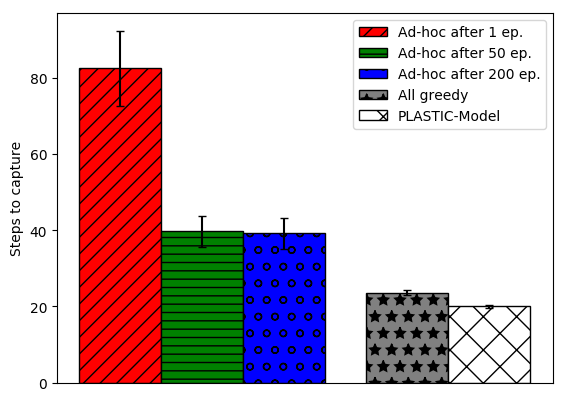 Ad-hoc after 1 ep.
Ad-hoc after 50 ep.
Ad-hoc after 200 ep.
All greedy
PLASTIC-Model
Steps to capture
80
60
40
20
0